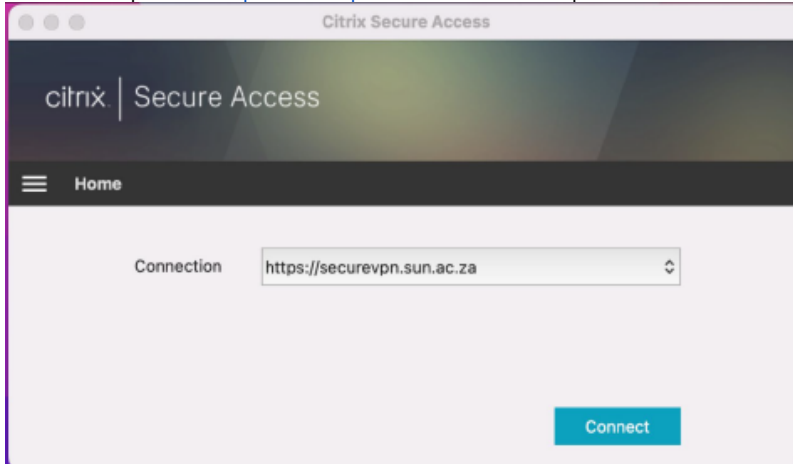 Citrix Secure Access
citrix. | Secure Access
Home
Connection
https://securevpn.sun.ac.za
Connect